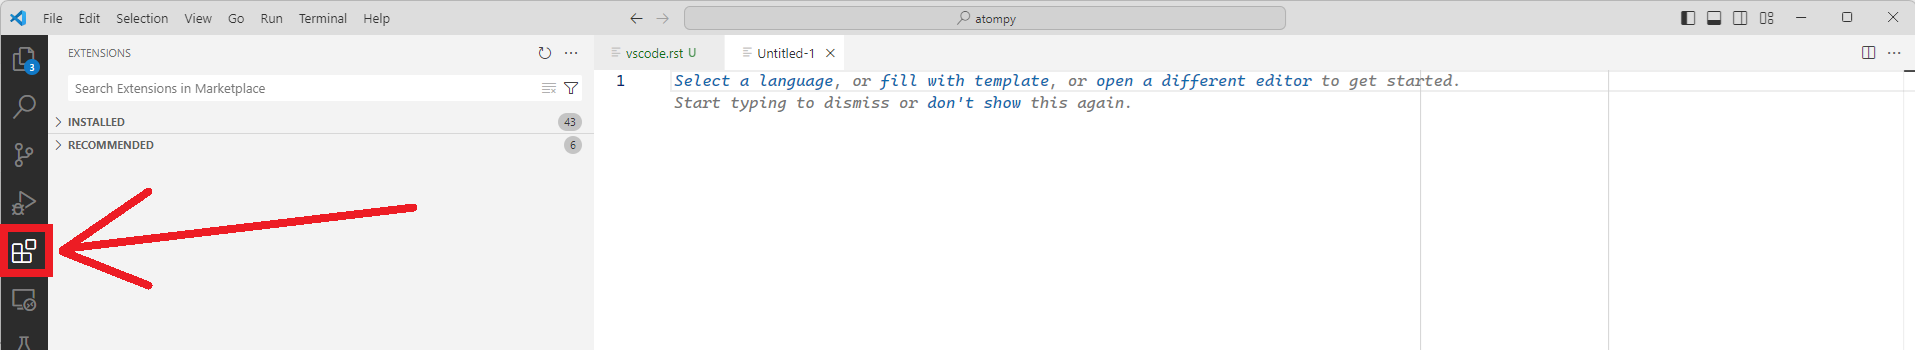 File Edit Selection View Go Run Terminal Help
atompy
3
EXTENSIONS
Search Extensions in Marketplace
INSTALLED 43
RECOMMENDED 6
vscode.rst U Untitled-1
1 Select a language, or fill with template, or open a different editor to get started.
Start typing to dismiss or don't show this again.